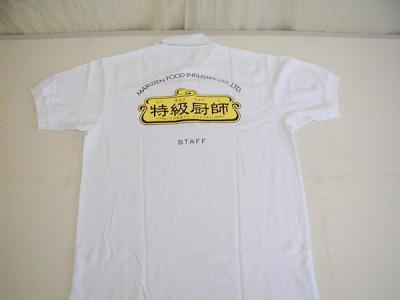 MARUZEN FOOD INDUSTRY CO.,LTD.
特級厨師
STAFF